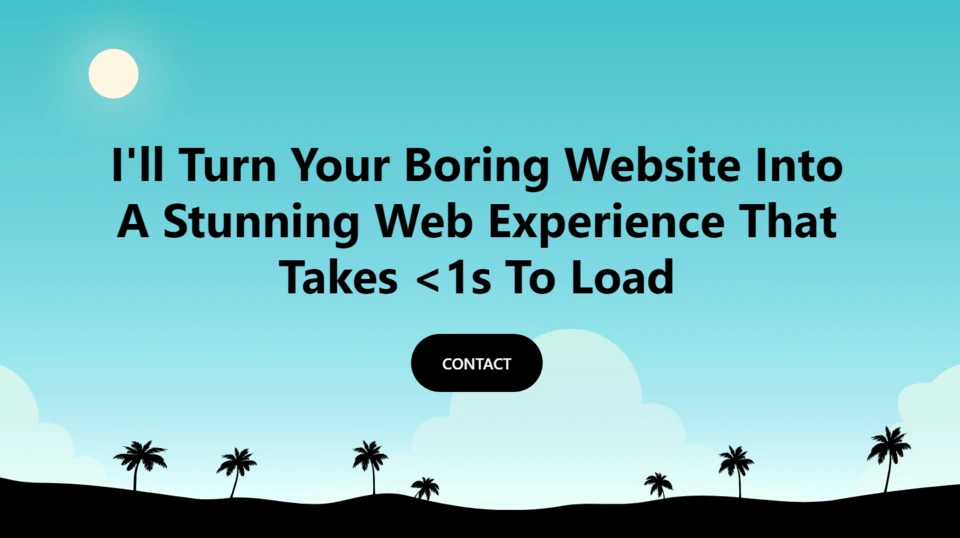 I'll Turn Your Boring Website Into
A Stunning Web Experience That
Takes <1s To Load
CONTACT